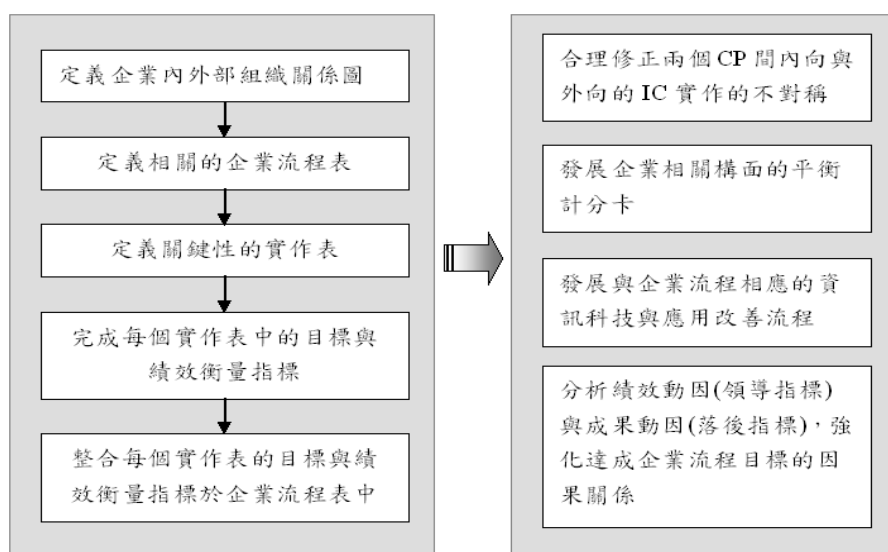 定義企業內外部組織關係圖
定義相關的企業流程表
定義關鍵性的實作表
完成每個實作表中的目標與
績效衡量指標
整合每個實作表的目標與績
效衡量指標於企業流程表中
合理修正兩個 CP 間內向與
外向的 IC 實作的不對稱
發展企業相關構面的平衡
計分卡
發展與企業流程相應的資
訊科技與應用改善流程
分析績效動因(領導指標)
與成果動因(落後指標)，強
化達成企業流程目標的因
果關係